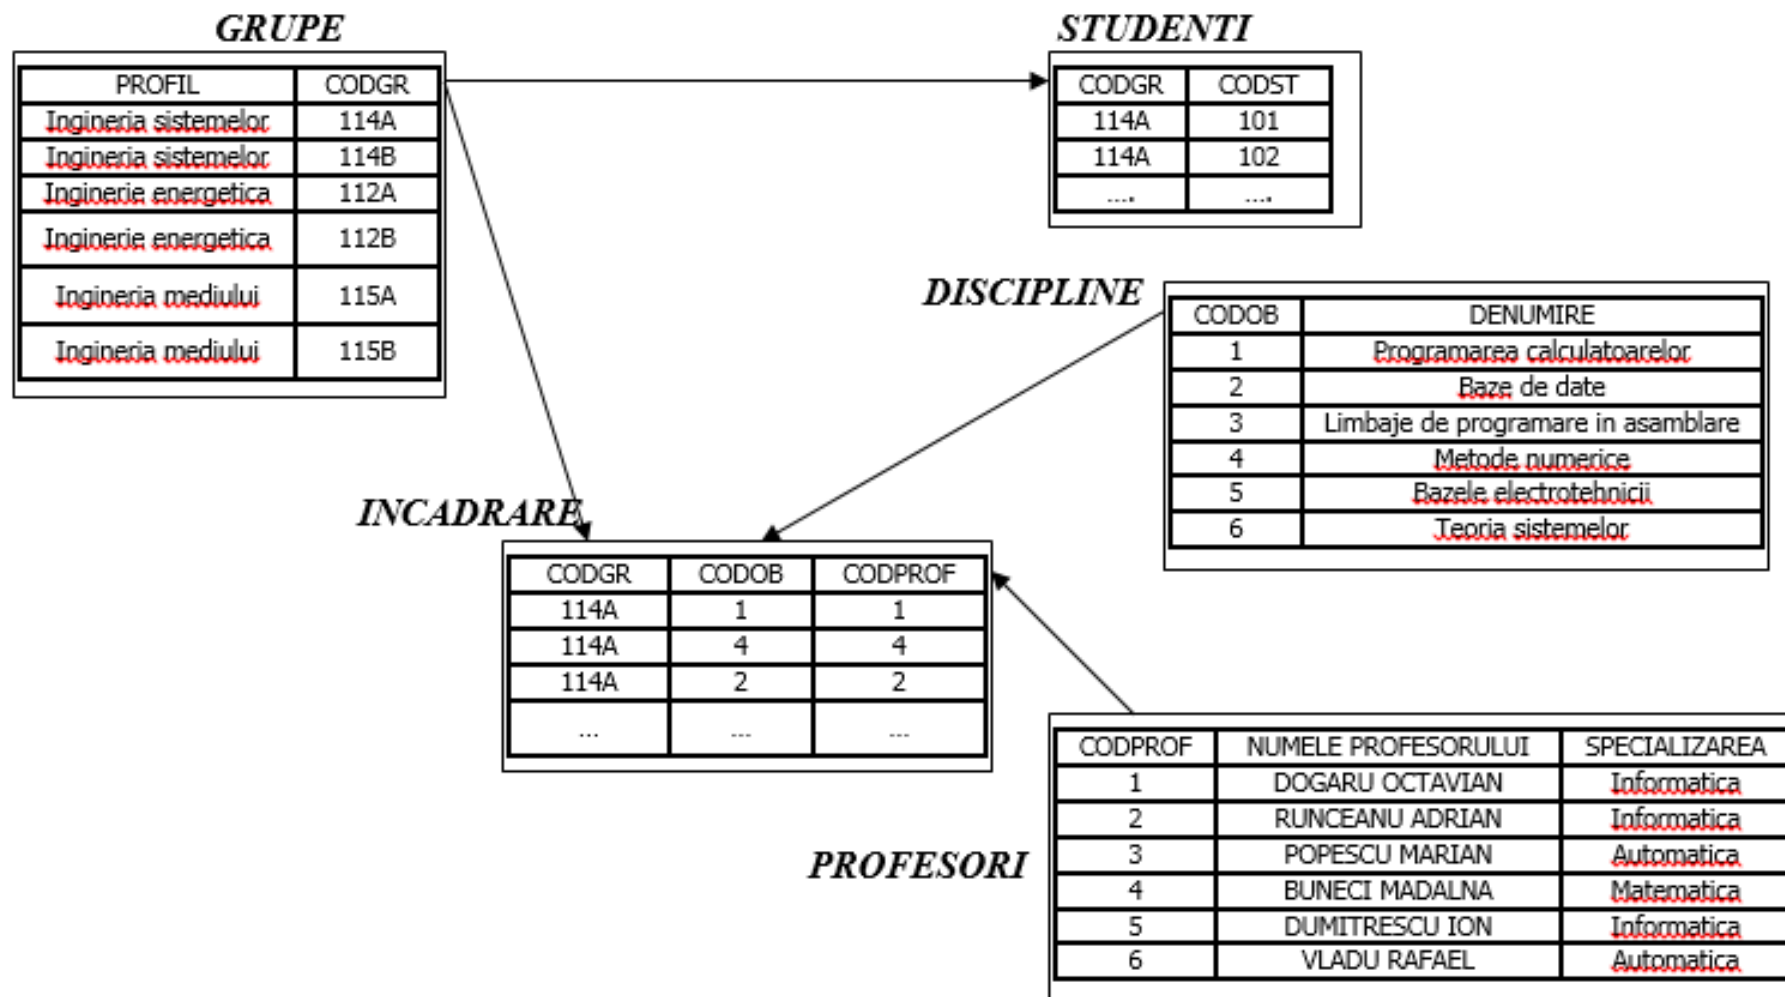 GRUPE
PROFIL CODGR
Ingineria sistemelor 114A
Ingineria sistemelor 114B
Inginerie energetica 112A
Inginerie energetica 112B
Ingineria mediului 115A
Ingineria mediului 115B
STUDENTI
CODGR CODST
114A 101
114A 102
.... ....
DISCIPLINE
CODOB DENUMIRE
1 Programarea calculatoarelor
2 Baze de date
3 Limbaje de programare in asamblare
4 Metode numerice
5 Bazele electrotehnicii
6 Teoria sistemelor
INCADRARE
CODGR CODOB CODPROF
114A 1 1
114A 4 4
114A 2 2
... ... ...
PROFESORI
CODPROF NUMELE PROFESORULUI SPECIALIZAREA
1 DOGARU OCTAVIAN Informatica
2 RUNCEANU ADRIAN Informatica
3 POPESCU MARIAN Automatica
4 BUNECI MADALNA Matematica
5 DUMITRESCU ION Informatica
6 VLADU RAFAEL Automatica